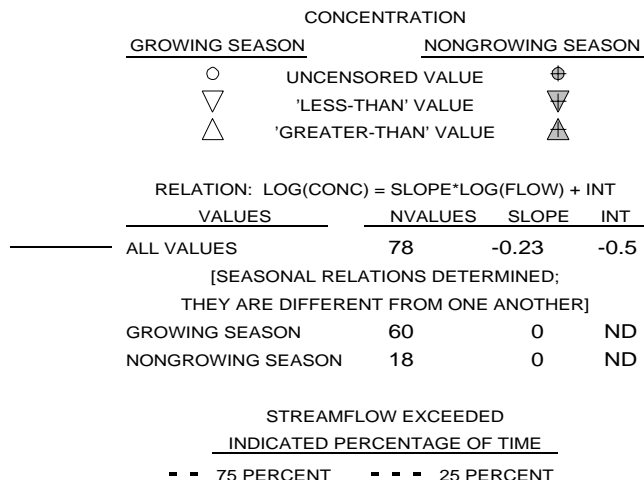 CONCENTRATION
GROWING SEASON NONGROWING SEASON
UNCENSORED VALUE
'LESS-THAN' VALUE
'GREATER-THAN' VALUE
RELATION: LOG(CONC) = SLOPE*LOG(FLOW) + INT
VALUES NVALUES SLOPE INT
ALL VALUES 78 -0.23 -0.5
[SEASONAL RELATIONS DETERMINED;
THEY ARE DIFFERENT FROM ONE ANOTHER]
GROWING SEASON 60 0 ND
NONGROWING SEASON 18 0 ND
STREAMFLOW EXCEEDED
INDICATED PERCENTAGE OF TIME
75 PERCENT 25 PERCENT